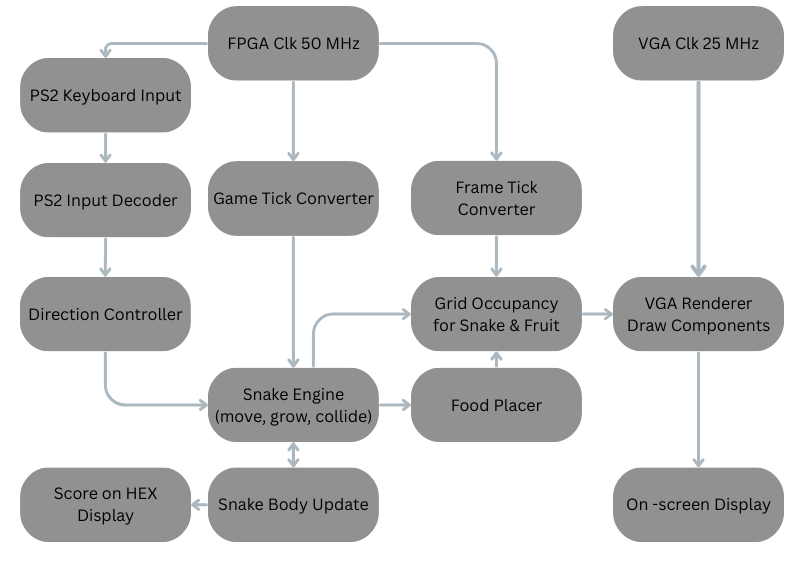 FPGA Clk 50 MHz
VGA Clk 25 MHz
PS2 Keyboard Input
PS2 Input Decoder
Game Tick Converter
Frame Tick
Converter
Direction Controller
Grid Occupancy
for Snake & Fruit
VGA Renderer
Draw Components
Snake Engine
(move, grow, collide)
Food Placer
Score on HEX
Display
Snake Body Update
On -screen Display